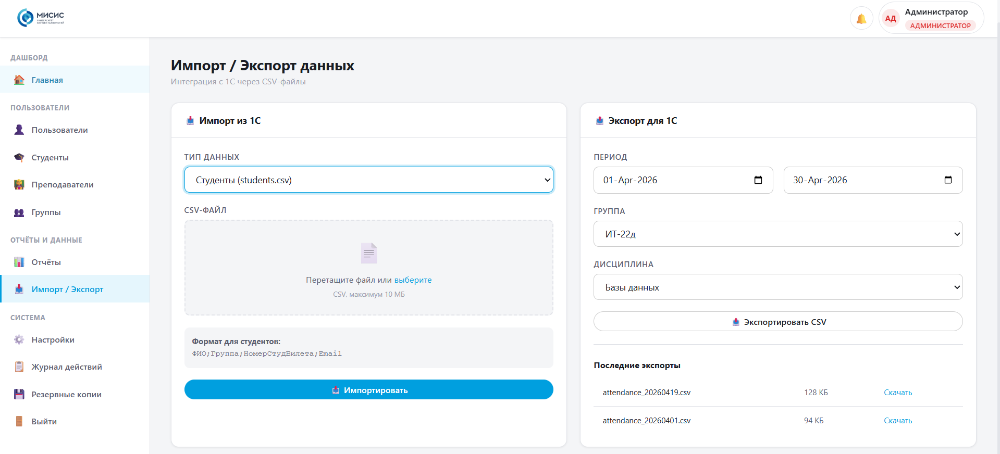 МИСИС
УНИВЕРСИТЕТ
НАУКИ И ТЕХНОЛОГИЙ
АД
Администратор
АДМИНИСТРАТОР
ДАШБОРД
Главная
ПОЛЬЗОВАТЕЛИ
Пользователи
Студенты
Преподаватели
Группы
ОТЧЁТЫ И ДАННЫЕ
Отчёты
Импорт / Экспорт
СИСТЕМА
Настройки
Журнал действий
Резервные копии
Выйти
Импорт / Экспорт данных
Интеграция с 1С через CSV-файлы
Импорт из 1С
ТИП ДАННЫХ
Студенты (students.csv)
CSV-ФАЙЛ
Перетащите файл или выберите
CSV, максимум 10 МБ
Формат для студентов:
ФИО;Группа;НомерСтудБилета;Email
Импортировать
Экспорт для 1С
ПЕРИОД
01-Apr-2026
30-Apr-2026
ГРУППА
ИТ-22д
ДИСЦИПЛИНА
Базы данных
Экспортировать CSV
Последние экспорты
attendance_20260419.csv 128 КБ Скачать
attendance_20260401.csv 94 КБ Скачать